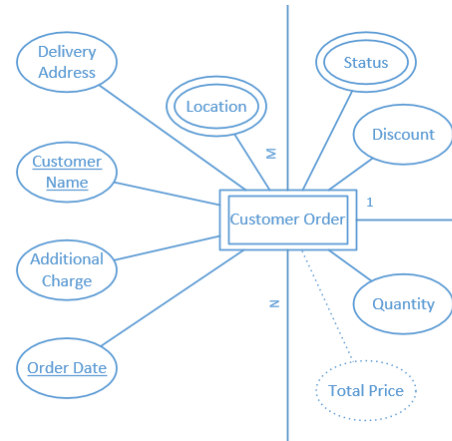 Delivery
Address
Status
Location
Discount
Customer
Name
M
1
Customer Order
Additional
Charge
N
Quantity
Order Date
Total Price